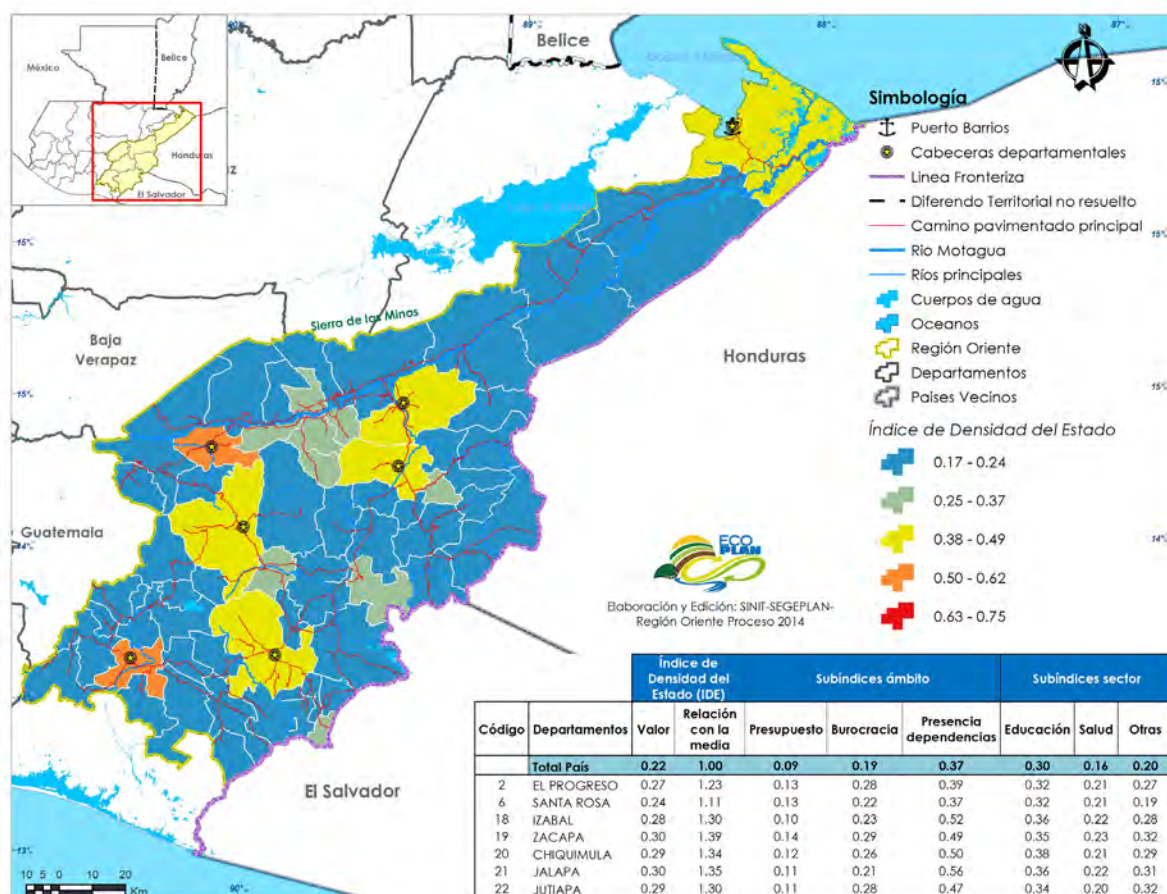 México
Belice
Honduras
El Salvador
89°
88°
87°
Belice
15°
15°
15°
15°
14°
14°
13°
90°
Baja
Verapaz
Sierra de las Minas
Guatemala
Honduras
El Salvador
Simbología
Puerto Barrios
Cabeceras departamentales
Linea Fronteriza
Diferendo Territorial no resuelto
Camino pavimentado principal
Rio Motagua
Ríos principales
Cuerpos de agua
Oceanos
Región Oriente
Departamentos
Paises Vecinos
Índice de Densidad del Estado
0.17 - 0.24
0.25 - 0.37
0.38 - 0.49
0.50 - 0.62
0.63 - 0.75
ECO
PLAN
Elaboración y Edición: SINIT-SEGEPLAN-
Región Oriente Proceso 2014
10 5 0 10 20
Km
Índice de Densidad del Estado (IDE) Subíndices ámbito Subíndices sector
Código Departamentos Valor Relación con la media Presupuesto Burocracia Presencia dependencias Educación Salud Otras
Total País 0.22 1.00 0.09 0.19 0.37 0.30 0.16 0.20
2 EL PROGRESO 0.27 1.23 0.13 0.28 0.39 0.32 0.21 0.27
6 SANTA ROSA 0.24 1.11 0.13 0.22 0.37 0.32 0.21 0.19
18 IZABAL 0.28 1.30 0.10 0.23 0.52 0.36 0.22 0.28
19 ZACAPA 0.30 1.39 0.14 0.29 0.49 0.35 0.23 0.32
20 CHIQUIMULA 0.29 1.34 0.12 0.26 0.50 0.38 0.21 0.29
21 JALAPA 0.30 1.35 0.11 0.21 0.56 0.36 0.22 0.31
22 JUTIAPA 0.29 1.30 0.11 0.28 0.47 0.34 0.20 0.32